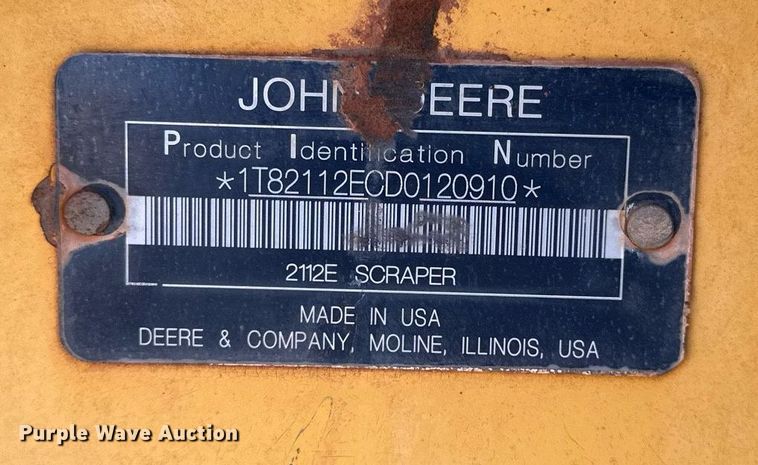 JOHN DEERE
Product Identification Number
*1T82112ECD0120910*
2112E SCRAPER
MADE IN USA
DEERE & COMPANY, MOLINE, ILLINOIS, USA
Purple Wave Auction